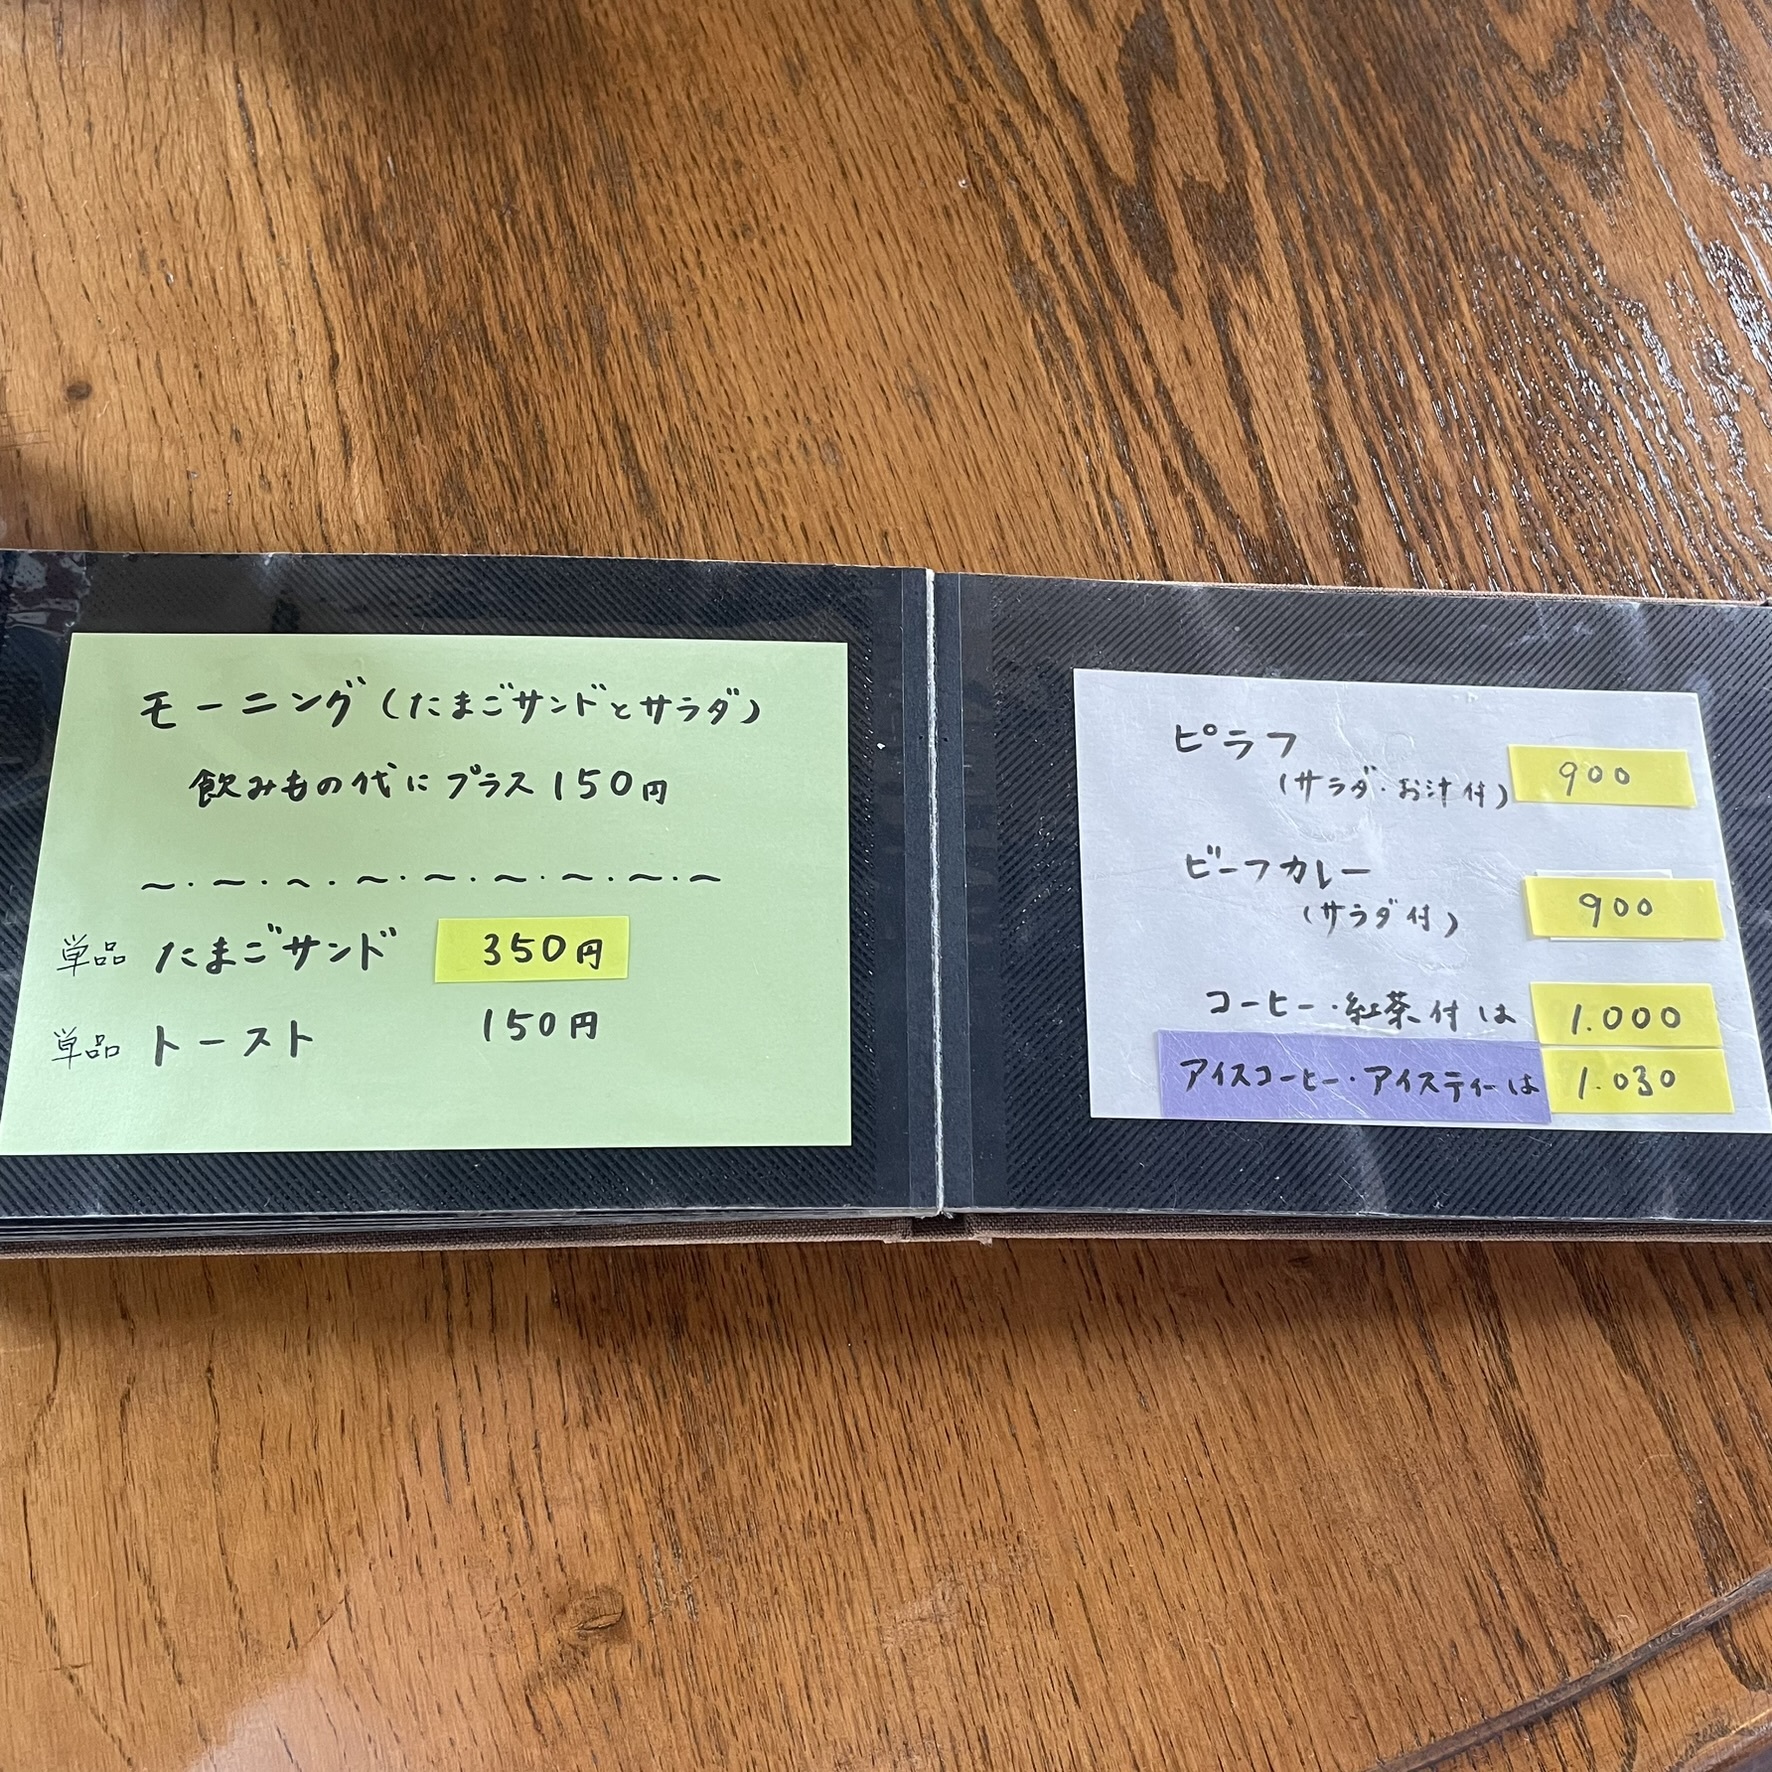 モーニング(たまごサンドとサラダ)
飲みもの代にプラス150円
〜・〜・〜・〜・〜・〜・〜・〜・〜
単品 たまごサンド 350円
単品 トースト 150円
ピラフ
(サラダ・お汁付) 900
ビーフカレー
(サラダ付) 900
コーヒー・紅茶付は 1.000
アイスコーヒー・アイスティーは 1.030